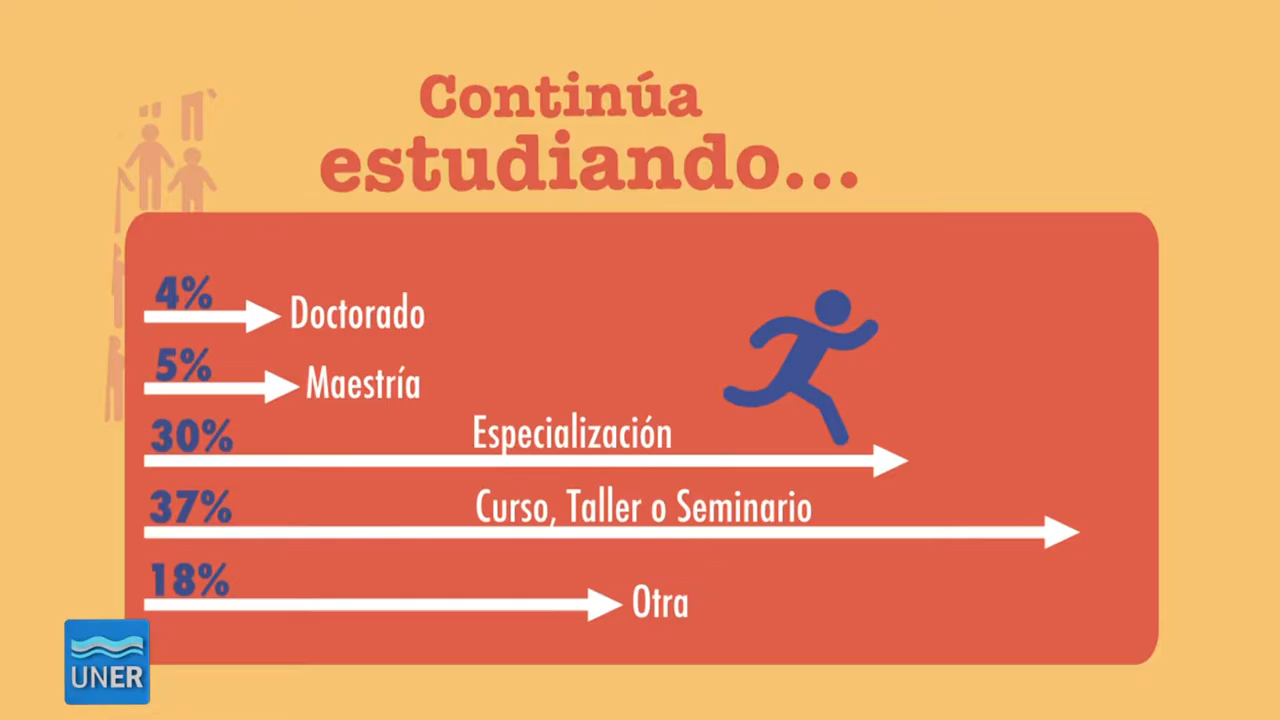 Continúa
estudiando...
4%
Doctorado
5%
Maestría
30%
Especialización
37%
Curso, Taller o Seminario
18%
Otra
UNER